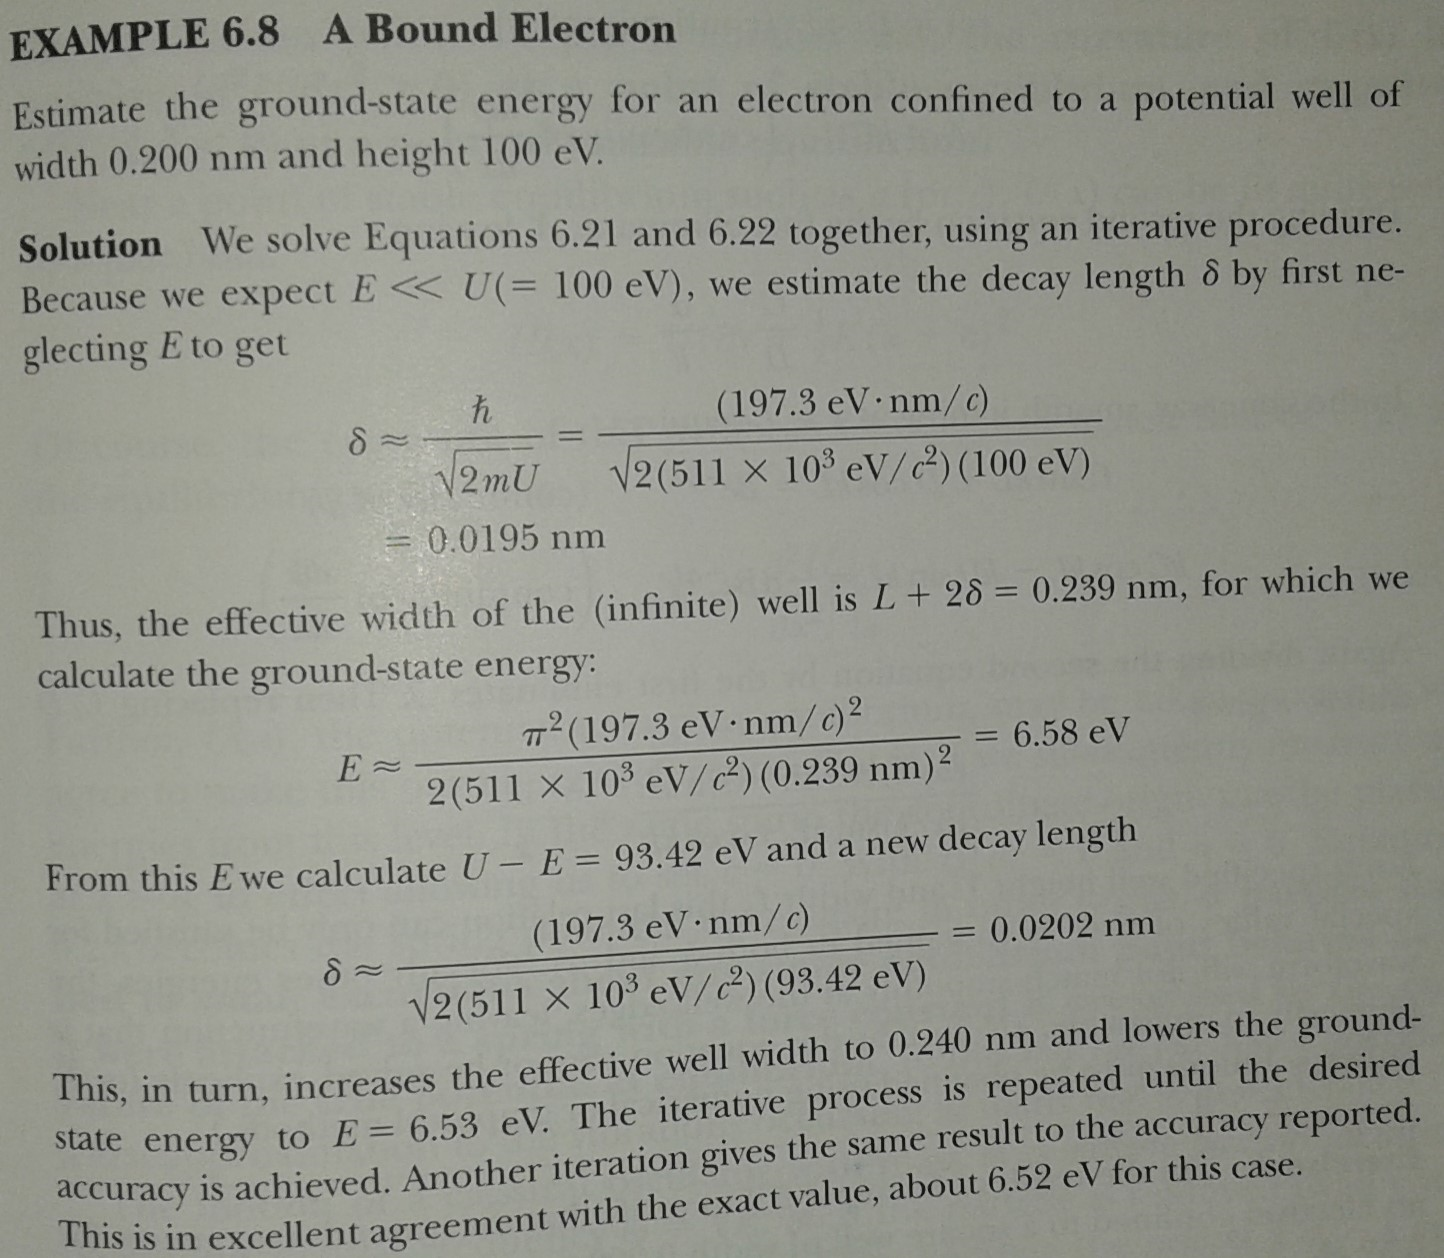 EXAMPLE 6.8 A Bound Electron
Estimate the ground-state energy for an electron confined to a potential well of
width 0.200 nm and height 100 eV.
Solution We solve Equations 6.21 and 6.22 together, using an iterative procedure.
Because we expect E << U(= 100 eV), we estimate the decay length δ by first ne-
glecting E to get
δ ≈ ℏ / √(2mU) = (197.3 eV·nm/c) / √(2(511 × 10³ eV/c²)(100 eV))
= 0.0195 nm
Thus, the effective width of the (infinite) well is L + 2δ = 0.239 nm, for which we
calculate the ground-state energy:
E ≈ π²(197.3 eV·nm/c)² / 2(511 × 10³ eV/c²)(0.239 nm)² = 6.58 eV
From this E we calculate U − E = 93.42 eV and a new decay length
δ ≈ (197.3 eV·nm/c) / √(2(511 × 10³ eV/c²)(93.42 eV)) = 0.0202 nm
This, in turn, increases the effective well width to 0.240 nm and lowers the ground-
state energy to E = 6.53 eV. The iterative process is repeated until the desired
accuracy is achieved. Another iteration gives the same result to the accuracy reported.
This is in excellent agreement with the exact value, about 6.52 eV for this case.